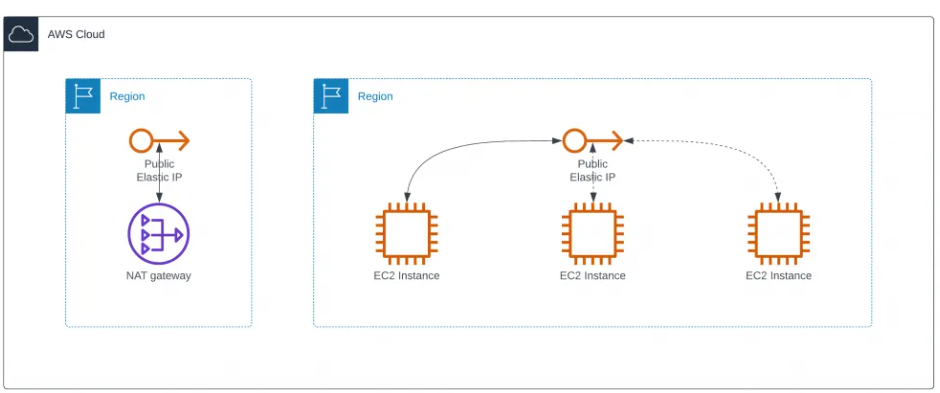 AWS Cloud
Region
Public
Elastic IP
NAT gateway
Region
Public
Elastic IP
EC2 Instance
EC2 Instance
EC2 Instance